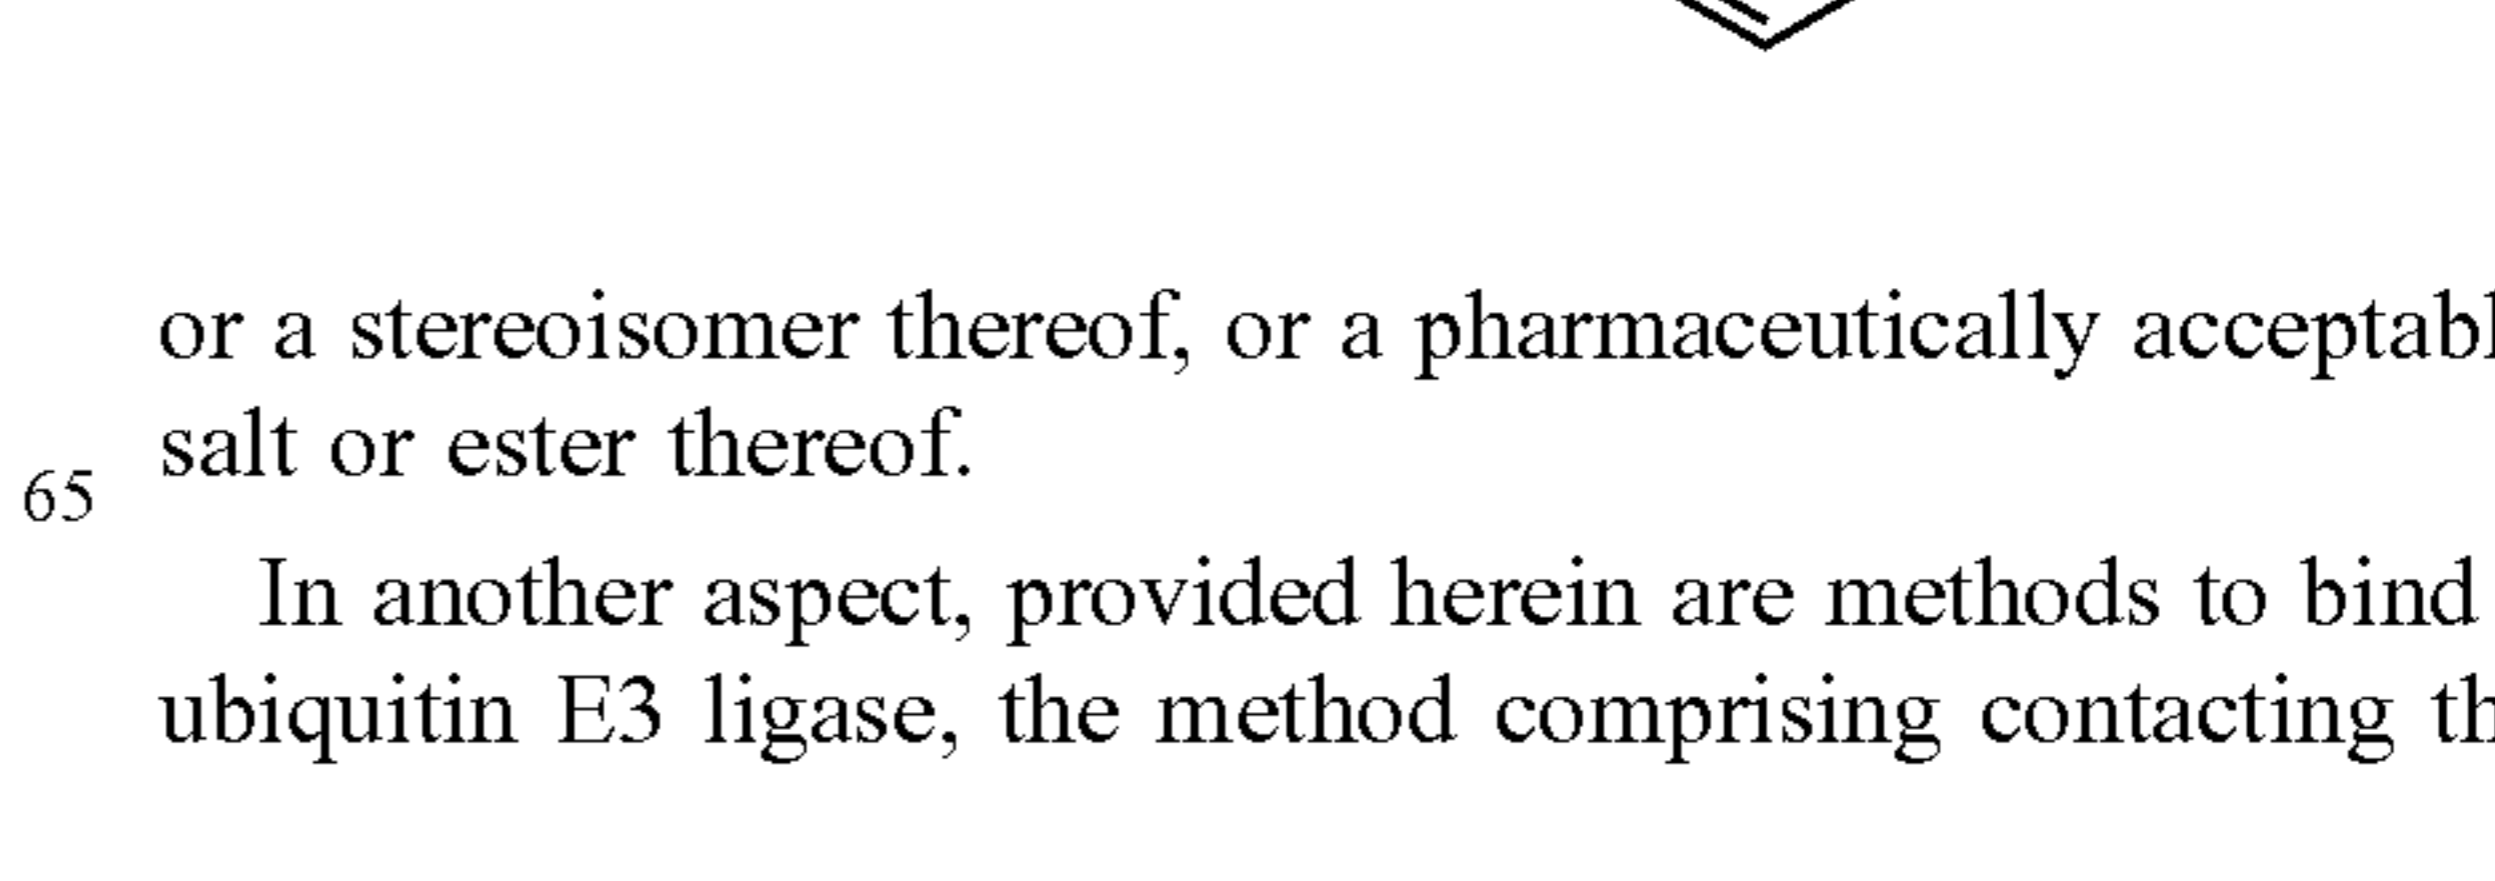 or a stereoisomer thereof, or a pharmaceutically acceptabl
salt or ester thereof.
65
In another aspect, provided herein are methods to bind
ubiquitin E3 ligase, the method comprising contacting th